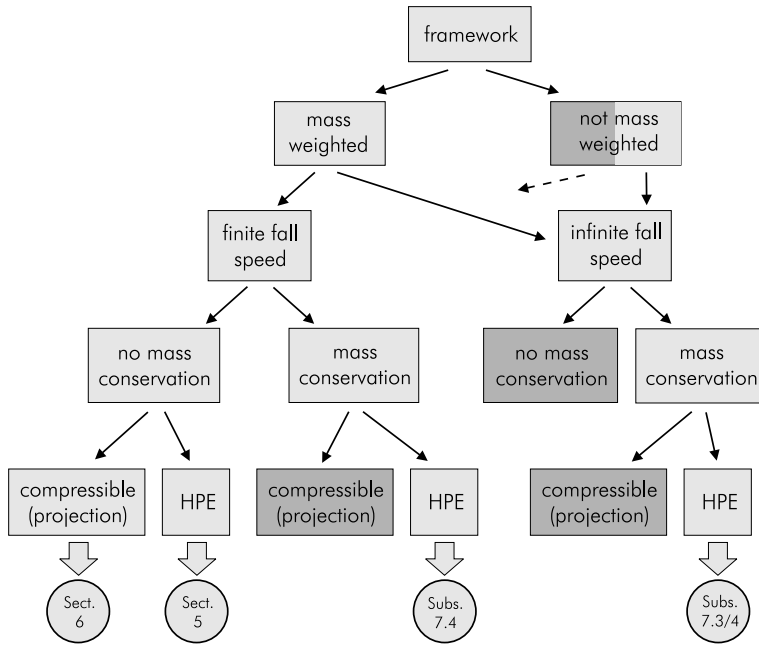 framework
mass
weighted
not mass
weighted
finite fall
speed
infinite fall
speed
no mass
conservation
mass
conservation
no mass
conservation
mass
conservation
compressible
(projection)
HPE
compressible
(projection)
HPE
compressible
(projection)
HPE
Sect.
6
Sect.
5
Subs.
7.4
Subs.
7.3/4